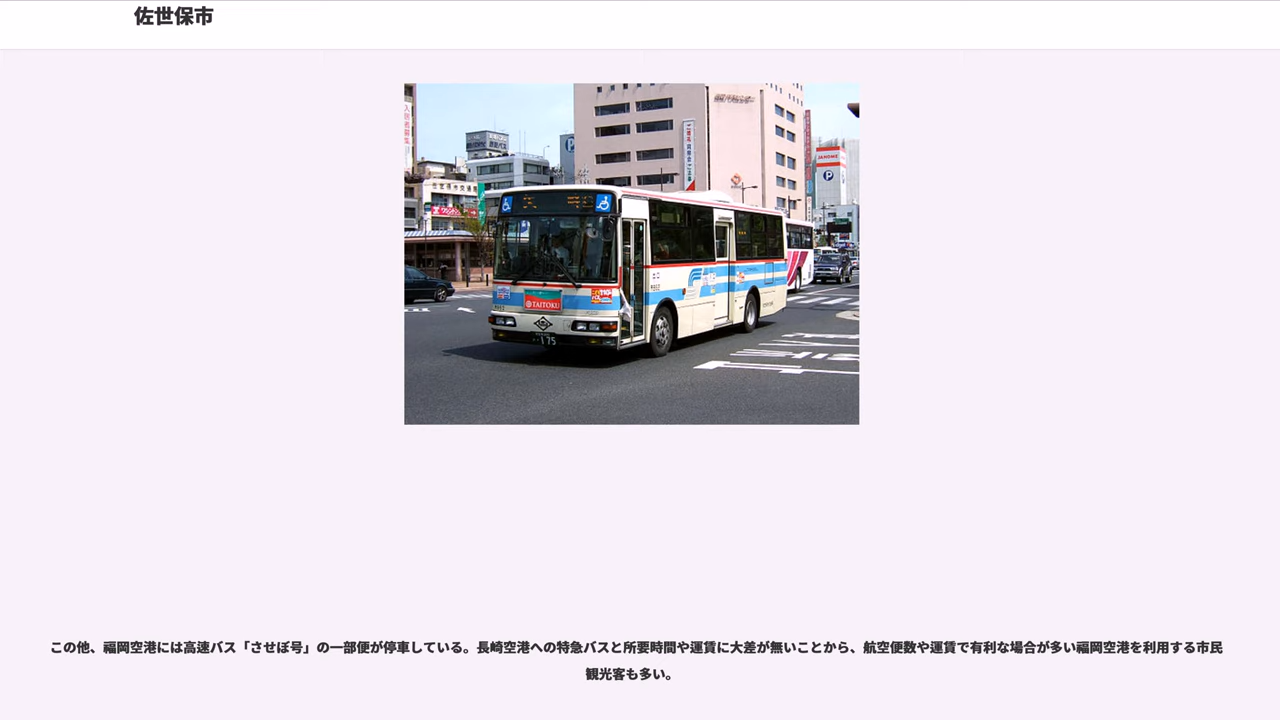 佐世保市
JANOME
P
TAITOKU
175
この他、福岡空港には高速バス「させぼ号」の一部便が停車している。長崎空港への特急バスと所要時間や運賃に大差が無いことから、航空便数や運賃で有利な場合が多い福岡空港を利用する市民
観光客も多い。